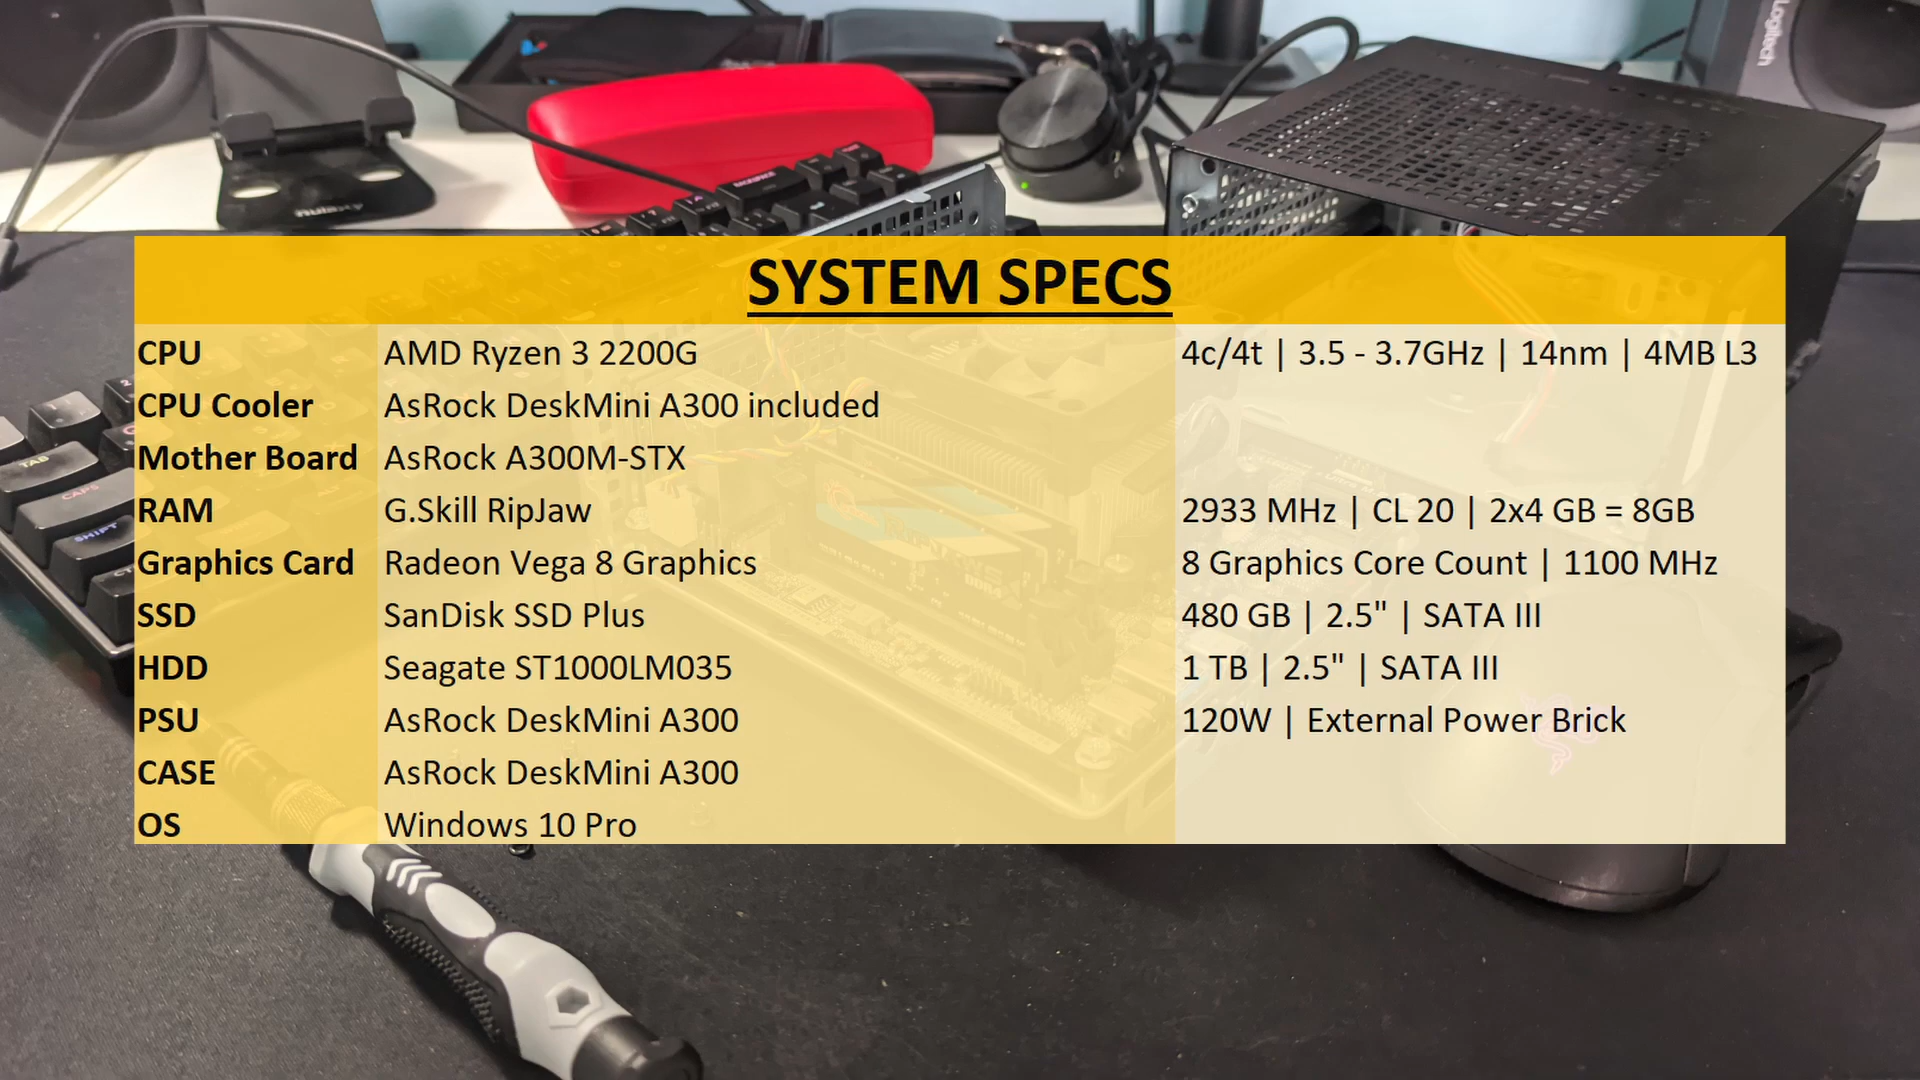 Logitech
SYSTEM SPECS
CPU AMD Ryzen 3 2200G 4c/4t | 3.5 - 3.7GHz | 14nm | 4MB L3
CPU Cooler AsRock DeskMini A300 included
Mother Board AsRock A300M-STX
RAM G.Skill RipJaw 2933 MHz | CL 20 | 2x4 GB = 8GB
Graphics Card Radeon Vega 8 Graphics 8 Graphics Core Count | 1100 MHz
SSD SanDisk SSD Plus 480 GB | 2.5" | SATA III
HDD Seagate ST1000LM035 1 TB | 2.5" | SATA III
PSU AsRock DeskMini A300 120W | External Power Brick
CASE AsRock DeskMini A300
OS Windows 10 Pro
TAB
CAPS
SHIFT